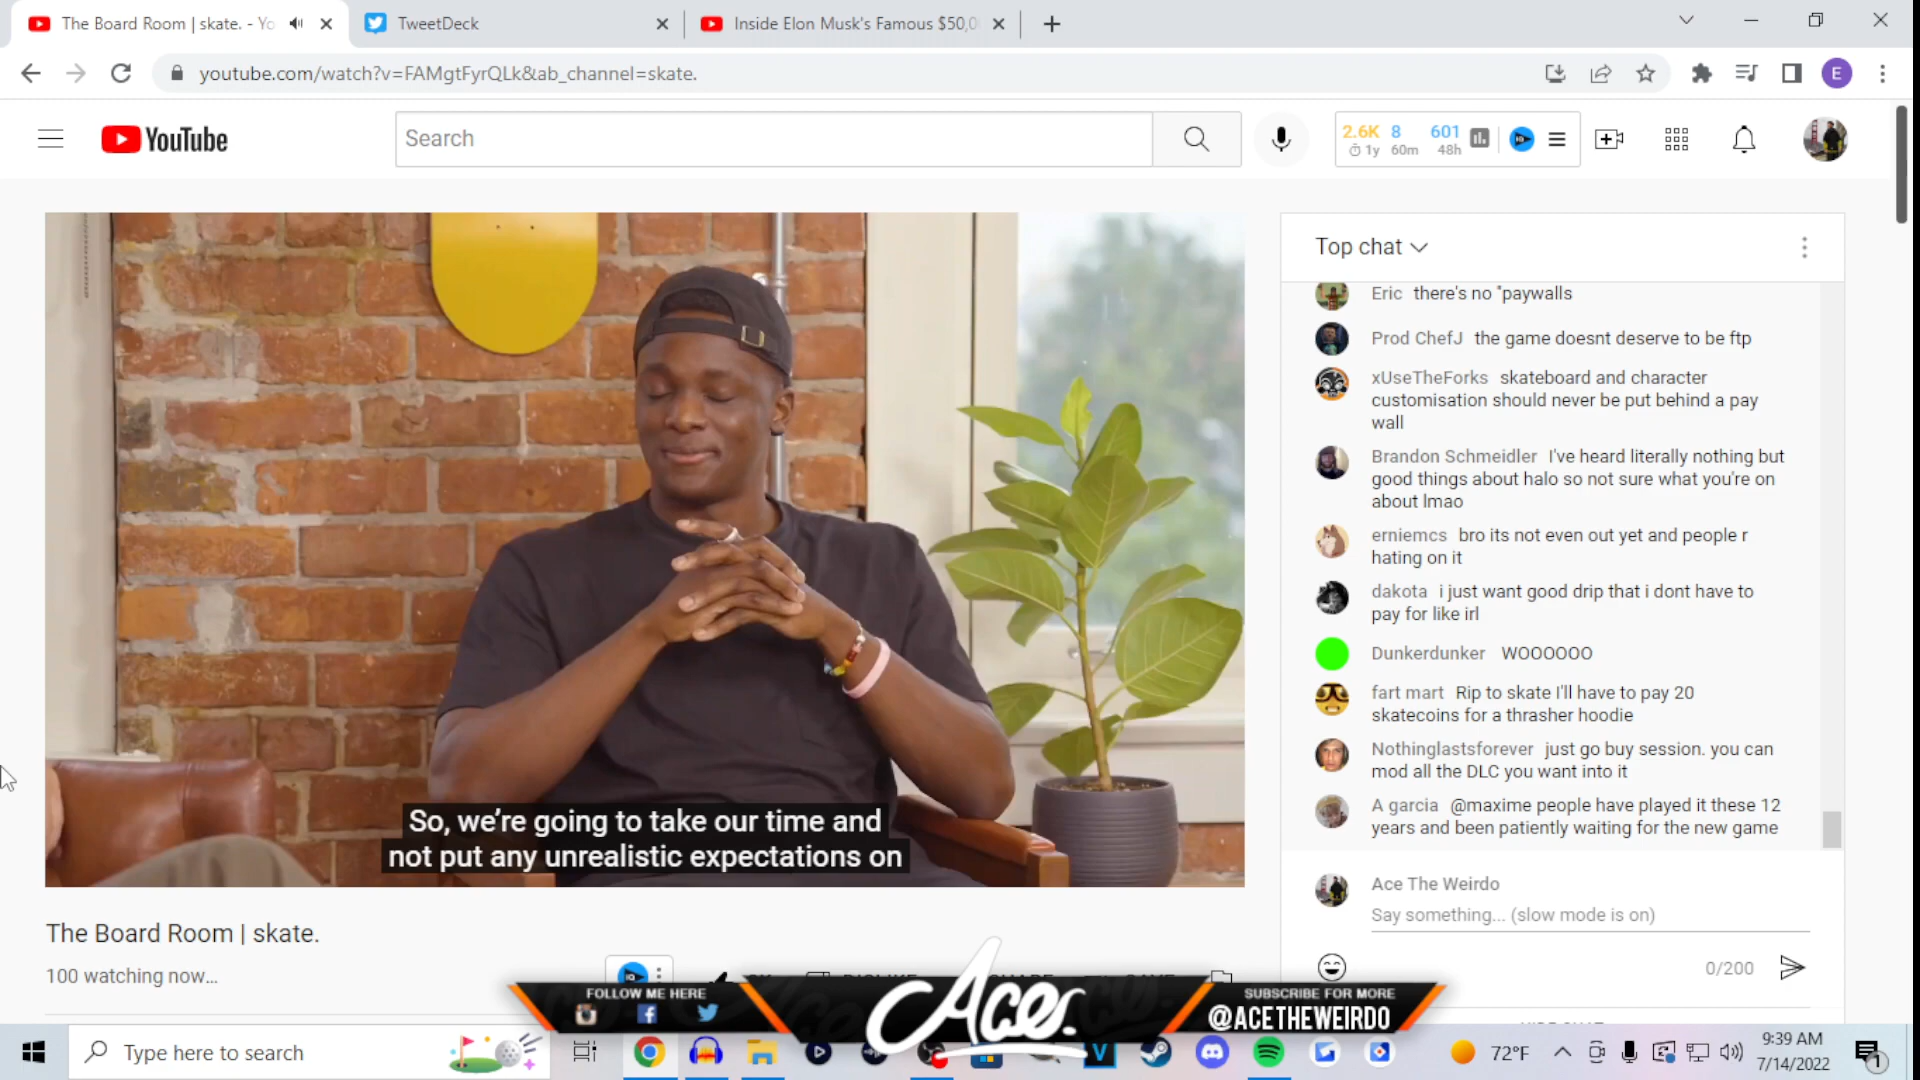 The Board Room | skate. - Yo
TweetDeck
Inside Elon Musk's Famous $50,0
youtube.com/watch?v=FAMgtFyrQLk&ab_channel=skate.
YouTube
Search
2.6K 8 601
1y 60m 48h
Top chat
Eric there's no "paywalls
Prod ChefJ the game doesnt deserve to be ftp
xUseTheForks skateboard and character
customisation should never be put behind a pay
wall
Brandon Schmeidler I've heard literally nothing but
good things about halo so not sure what you're on
about lmao
erniemcs bro its not even out yet and people r
hating on it
dakota i just want good drip that i dont have to
pay for like irl
Dunkerdunker WOOOOOO
fart mart Rip to skate I'll have to pay 20
skatecoins for a thrasher hoodie
Nothinglastsforever just go buy session. you can
mod all the DLC you want into it
A garcia @maxime people have played it these 12
years and been patiently waiting for the new game
Ace The Weirdo
Say something... (slow mode is on)
0/200
So, we're going to take our time and
not put any unrealistic expectations on
The Board Room | skate.
100 watching now...
FOLLOW ME HERE
Ace.
SUBSCRIBE FOR MORE
@ACETHEWEIRDO
Type here to search
72°F
9:39 AM
7/14/2022
1
E